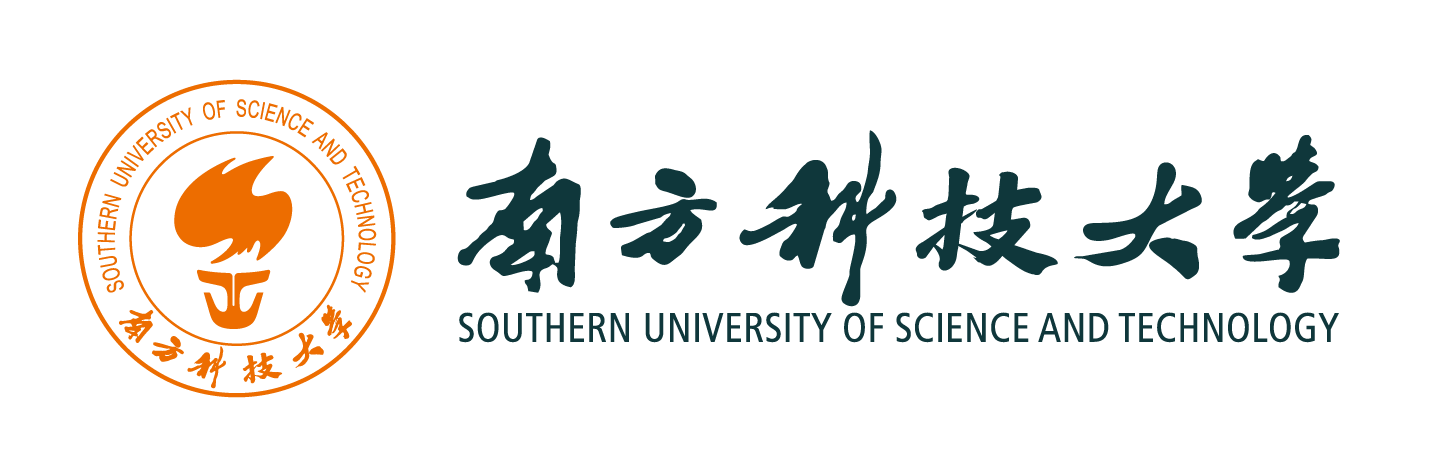 SOUTHERN UNIVERSITY OF SCIENCE AND TECHNOLOGY
南方科技大学
南方科技大学
SOUTHERN UNIVERSITY OF SCIENCE AND TECHNOLOGY